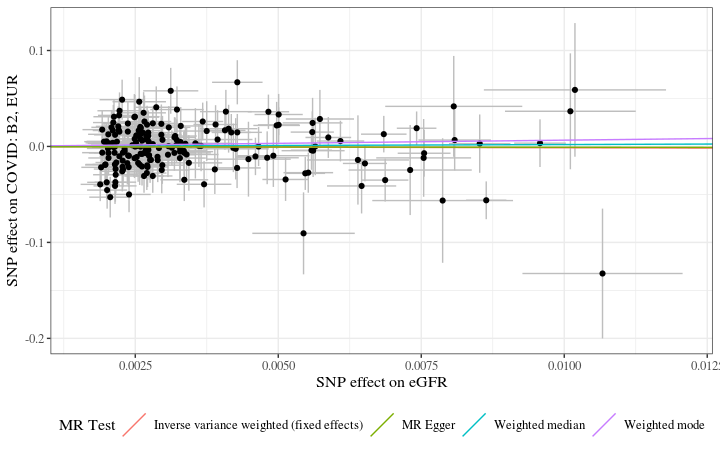 0.1
0.0
-0.1
-0.2
SNP effect on COVID: B2, EUR
0.0025
0.0050
0.0075
0.0100
SNP effect on eGFR
MR Test
Inverse variance weighted (fixed effects)
MR Egger
Weighted median
Weighted mode